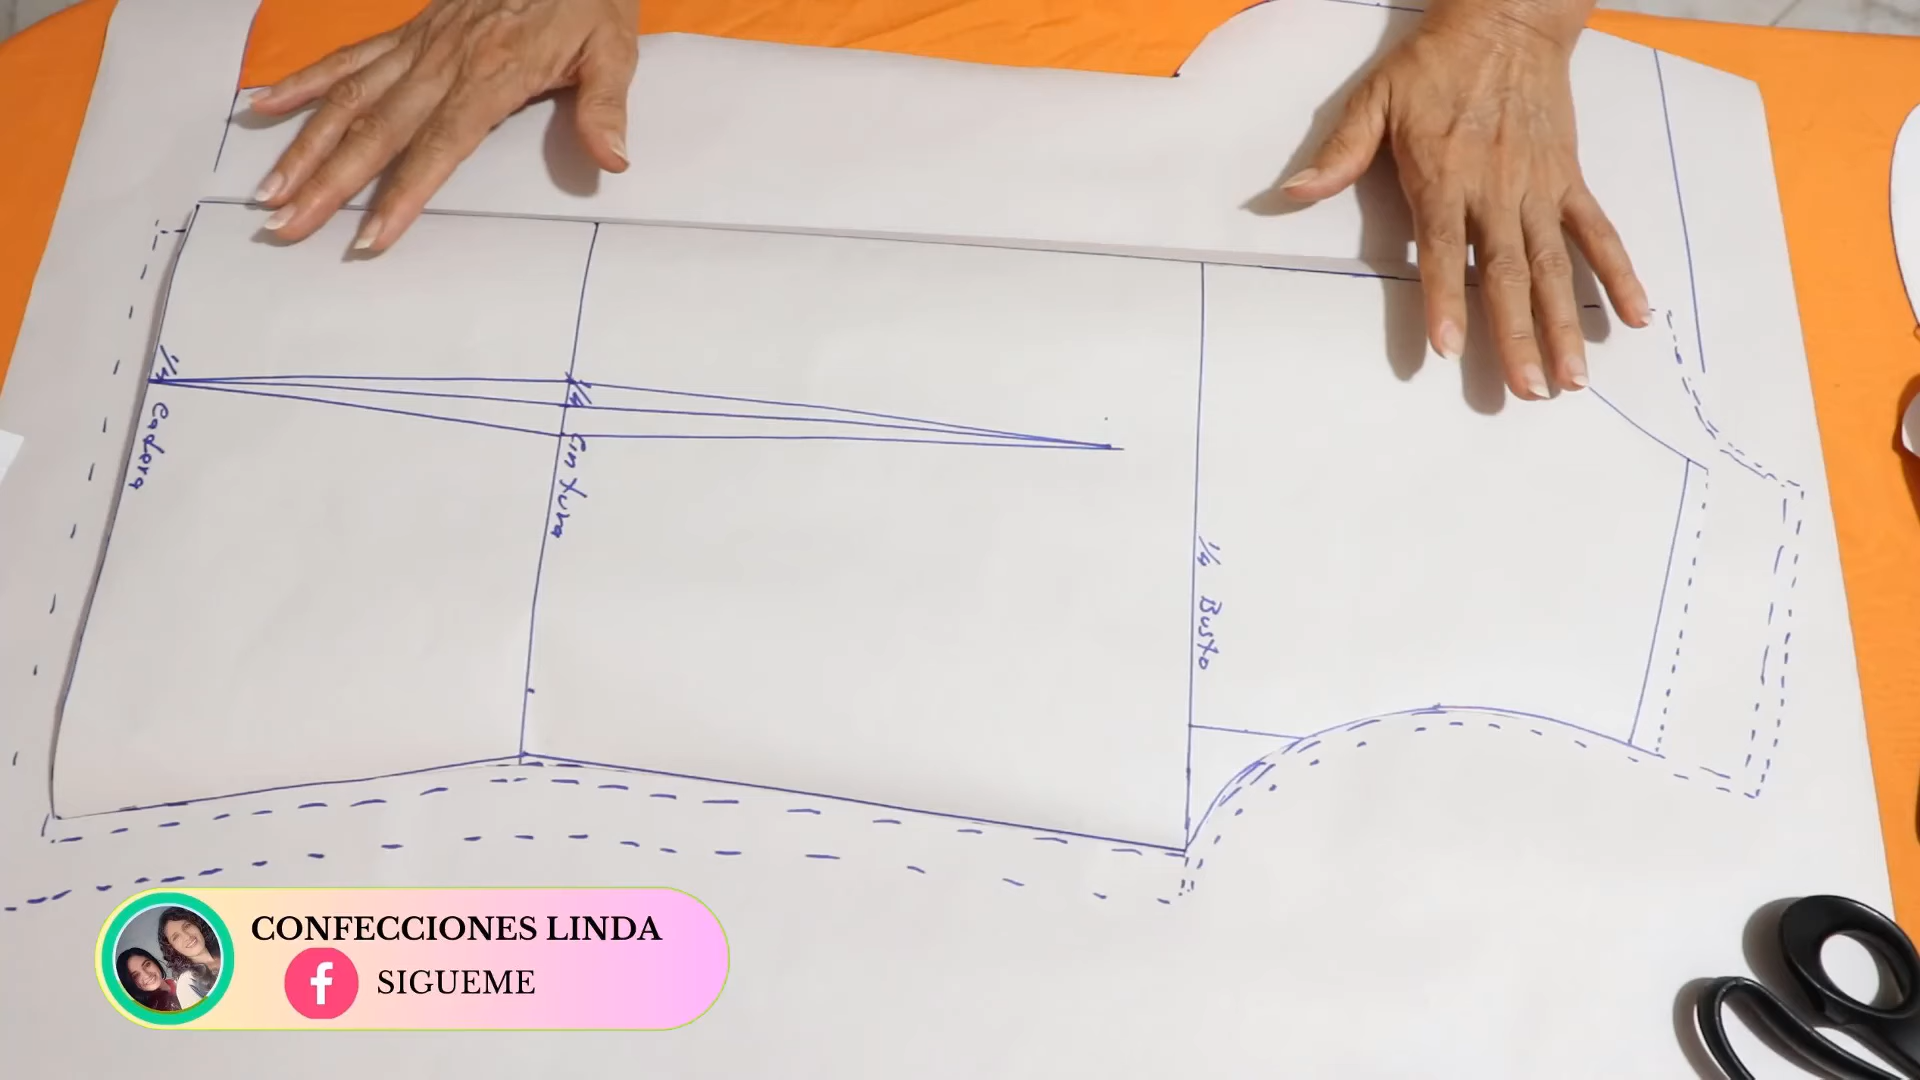 1/4 Cadera
1/4 Cintura
1/4 Busto
CONFECCIONES LINDA
SIGUEME